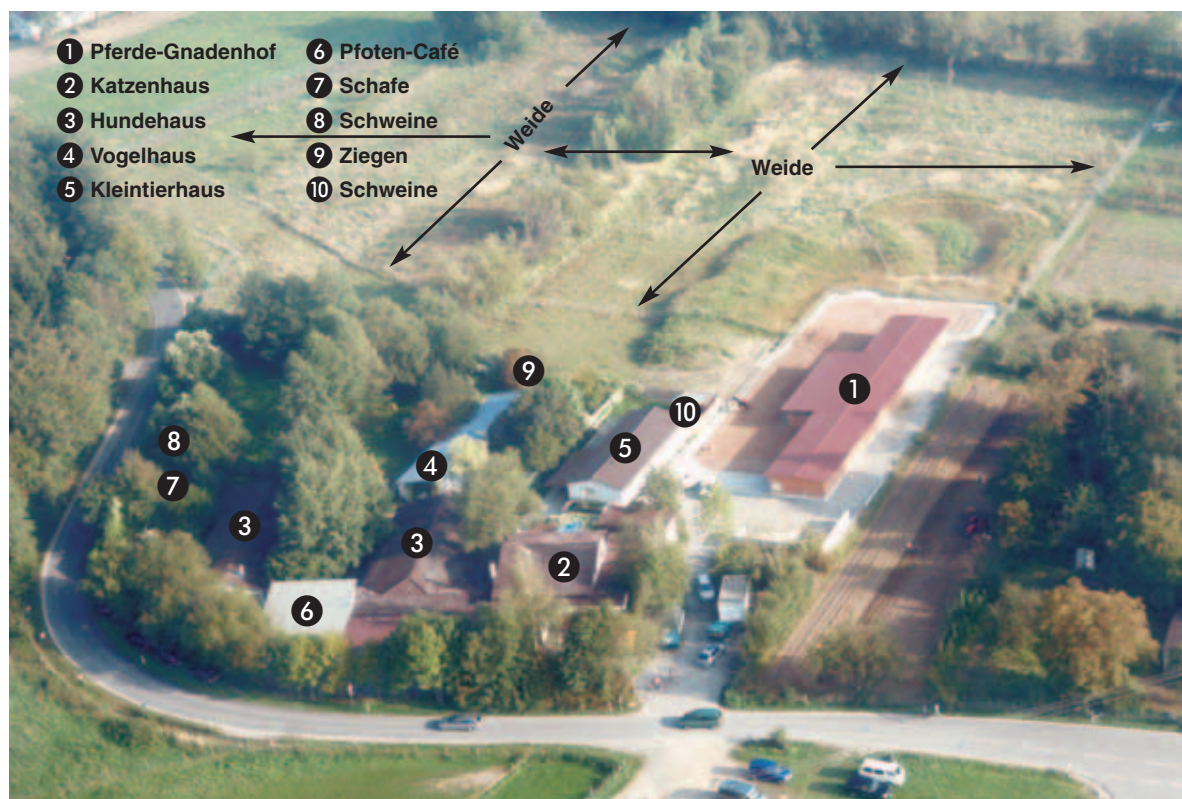 1 Pferde-Gnadenhof
2 Katzenhaus
3 Hundehaus
4 Vogelhaus
5 Kleintierhaus
6 Pfoten-Café
7 Schafe
8 Schweine
9 Ziegen
10 Schweine
Weide
Weide
9
1
10
8
5
4
7
3
3
2
6